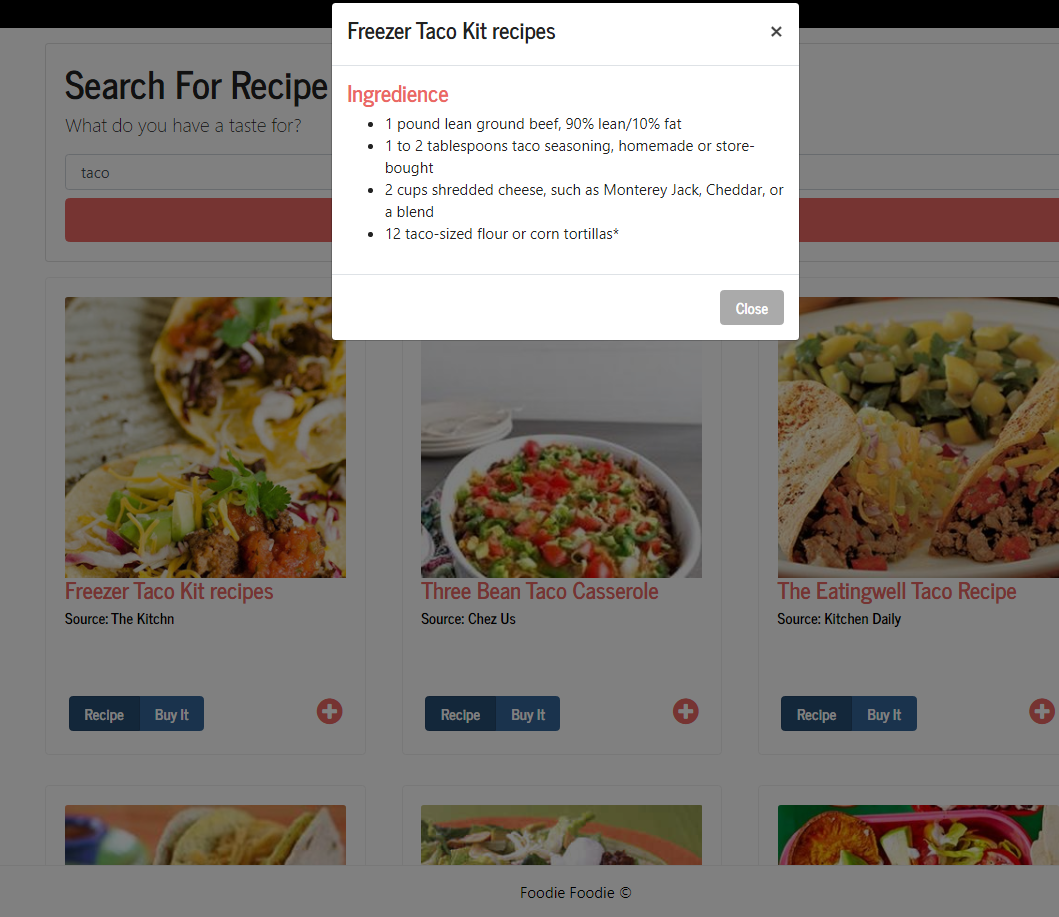 Freezer Taco Kit recipes ×
Ingredience
1 pound lean ground beef, 90% lean/10% fat
1 to 2 tablespoons taco seasoning, homemade or store-
bought
2 cups shredded cheese, such as Monterey Jack, Cheddar, or
a blend
12 taco-sized flour or corn tortillas*
Close
Search For Recipe
What do you have a taste for?
taco
Freezer Taco Kit recipes
Source: The Kitchn
Recipe Buy It
Three Bean Taco Casserole
Source: Chez Us
Recipe Buy It
The Eatingwell Taco Recipe
Source: Kitchen Daily
Recipe Buy It
Foodie Foodie ©